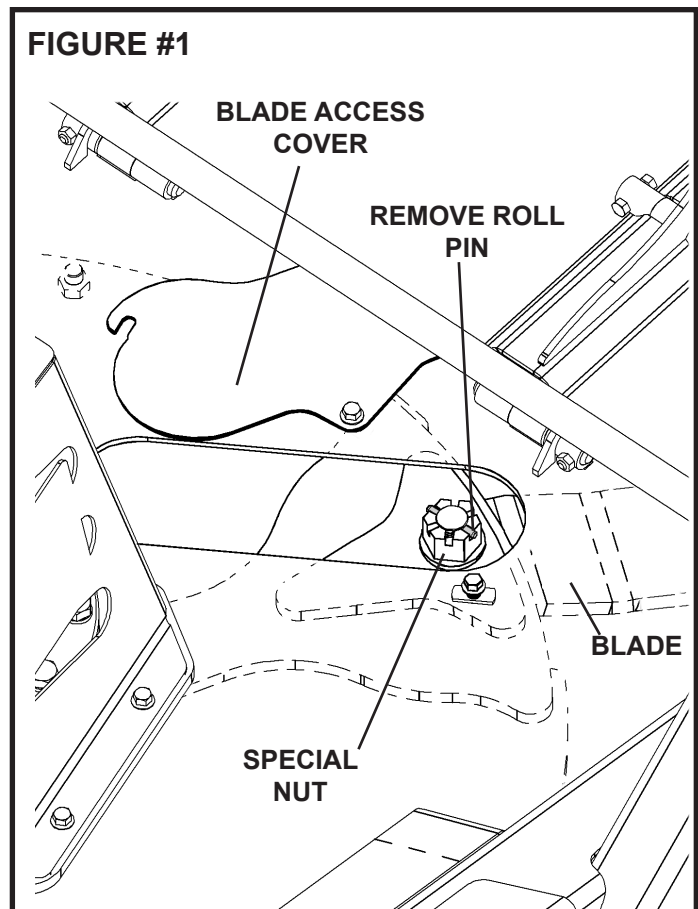 FIGURE #1
BLADE ACCESS
COVER
REMOVE ROLL
PIN
BLADE
SPECIAL
NUT